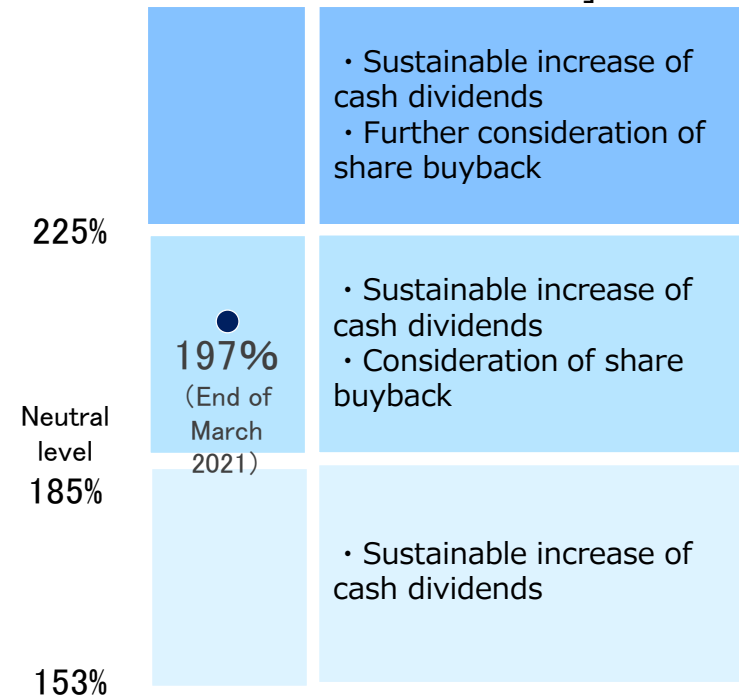 ・Sustainable increase of
cash dividends
・Further consideration of
share buyback
225%
・Sustainable increase of
cash dividends
・Consideration of share
buyback
197%
（End of
March
2021）
Neutral
level
185%
・Sustainable increase of
cash dividends
153%